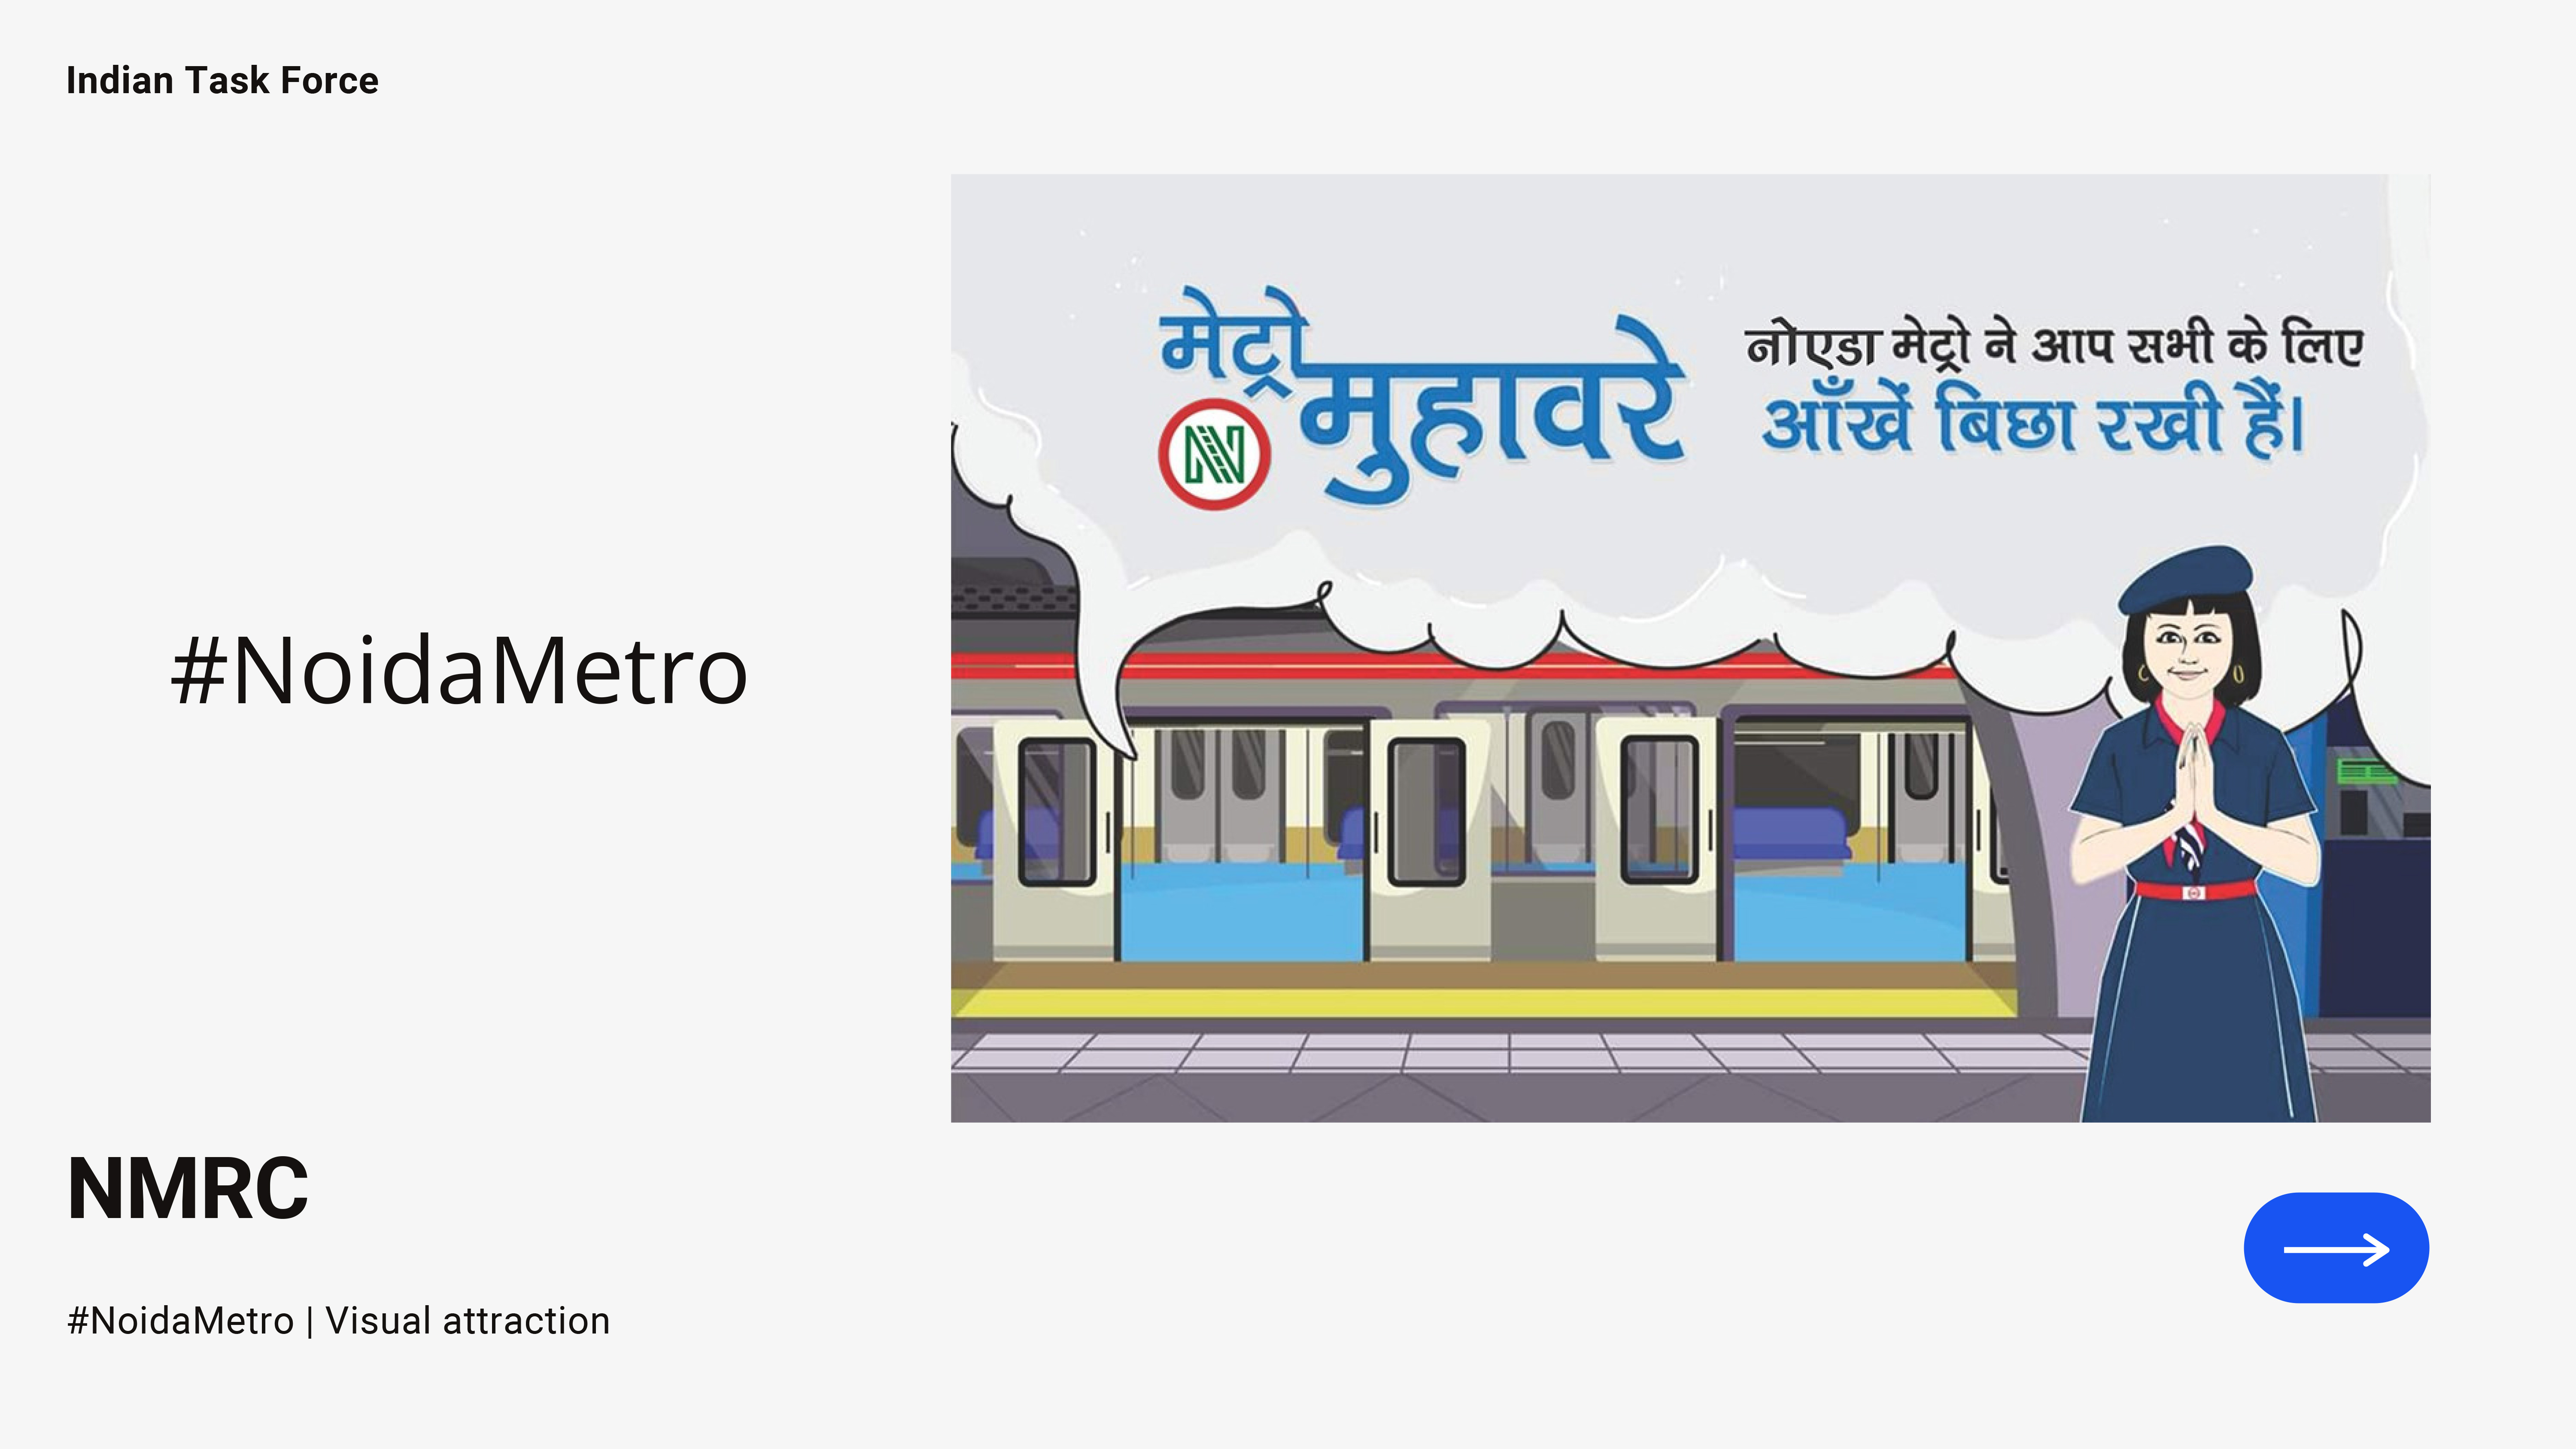 Indian Task Force
मेट्रो
मुहावरे
नोएडा मेट्रो ने आप सभी के लिए
आँखें बिछा रखी हैं।
#NoidaMetro
NMRC
#NoidaMetro | Visual attraction